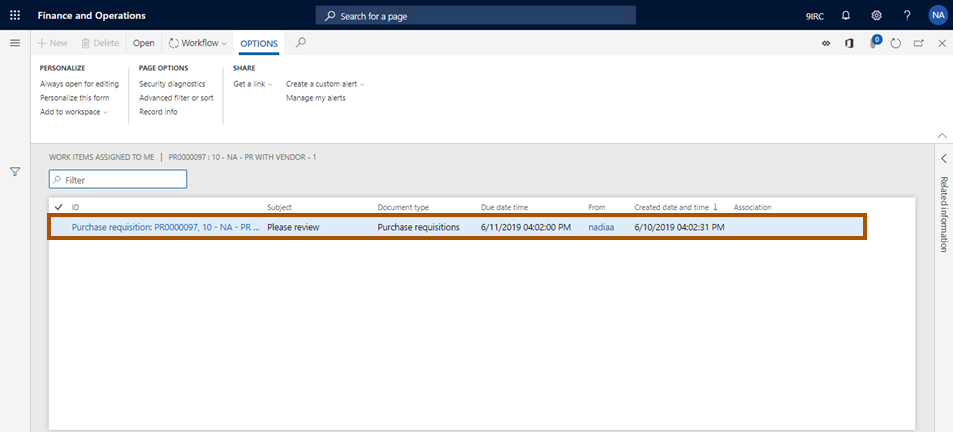 Finance and Operations
Search for a page
9IRC
NA
New
Delete
Open
Workflow
OPTIONS
0
PERSONALIZE
Always open for editing
Personalize this form
Add to workspace
PAGE OPTIONS
Security diagnostics
Advanced filter or sort
Record info
SHARE
Get a link
Create a custom alert
Manage my alerts
WORK ITEMS ASSIGNED TO ME | PR0000097 : 10 - NA - PR WITH VENDOR - 1
Filter
ID Subject Document type Due date time From Created date and time Association
Purchase requisition: PR0000097, 10 - NA - PR ... Please review Purchase requisitions 6/11/2019 04:02:00 PM nadiaa 6/10/2019 04:02:31 PM
Related information